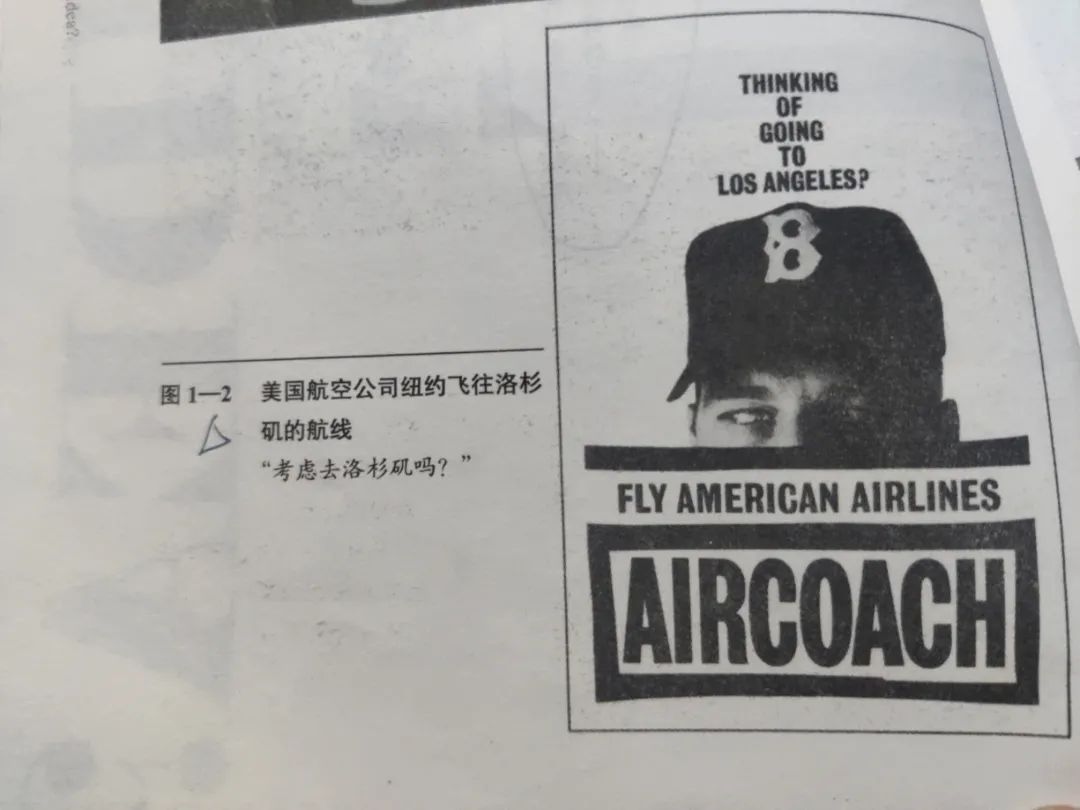 dea?
THINKING
OF
GOING
TO
LOS ANGELES?
B
FLY AMERICAN AIRLINES
AIRCOACH
图 1—2 美国航空公司纽约飞往洛杉
矶的航线
“考虑去洛杉矶吗？”